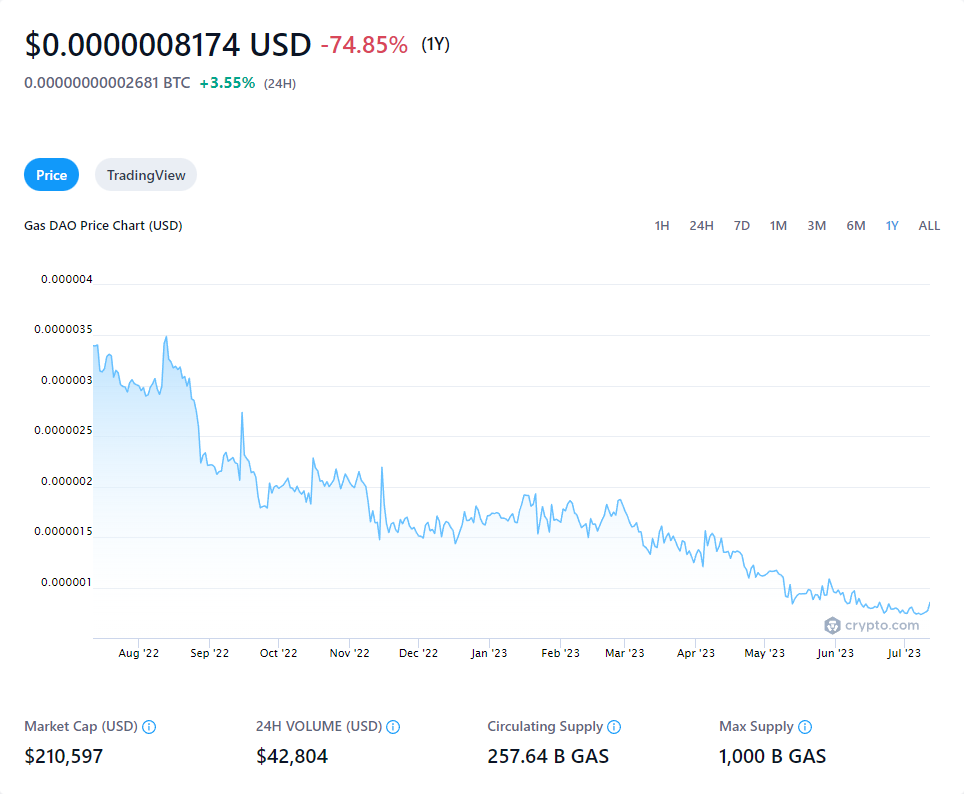 $0.0000008174 USD -74.85% (1Y)
0.00000000002681 BTC +3.55% (24H)
Price TradingView
Gas DAO Price Chart (USD) 1H 24H 7D 1M 3M 6M 1Y ALL
0.000004
0.0000035
0.000003
0.0000025
0.000002
0.0000015
0.000001
crypto.com
Aug '22 Sep '22 Oct '22 Nov '22 Dec '22 Jan '23 Feb '23 Mar '23 Apr '23 May '23 Jun '23 Jul '23
Market Cap (USD) 24H VOLUME (USD) Circulating Supply Max Supply
$210,597 $42,804 257.64 B GAS 1,000 B GAS